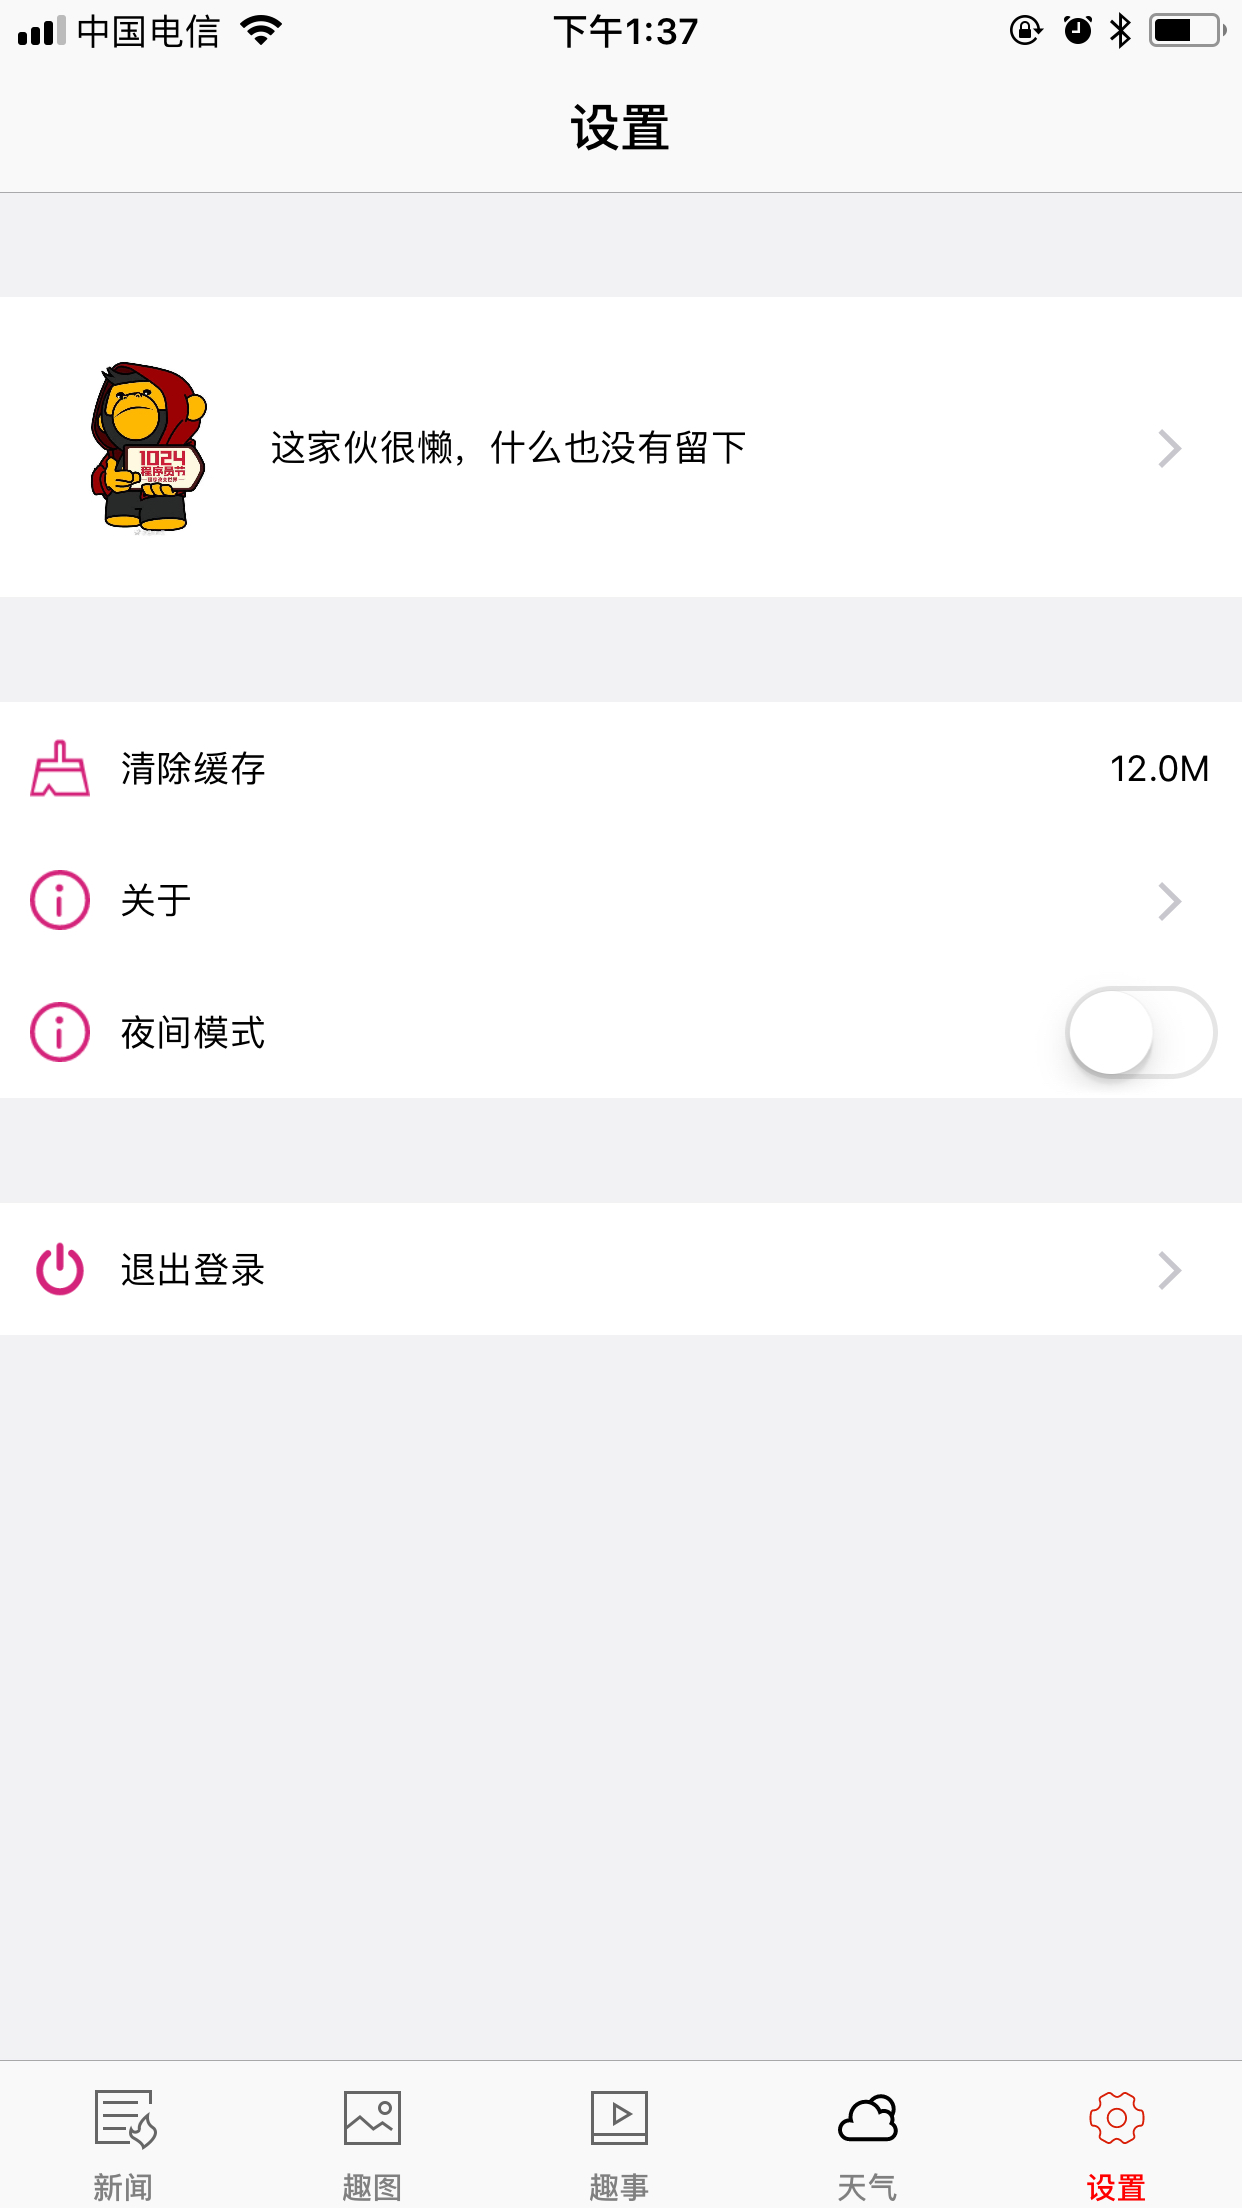 中国电信
下午1:37
设置
1024
程序员节
这家伙很懒，什么也没有留下
清除缓存
12.0M
关于
夜间模式
退出登录
新闻
趣图
趣事
天气
设置